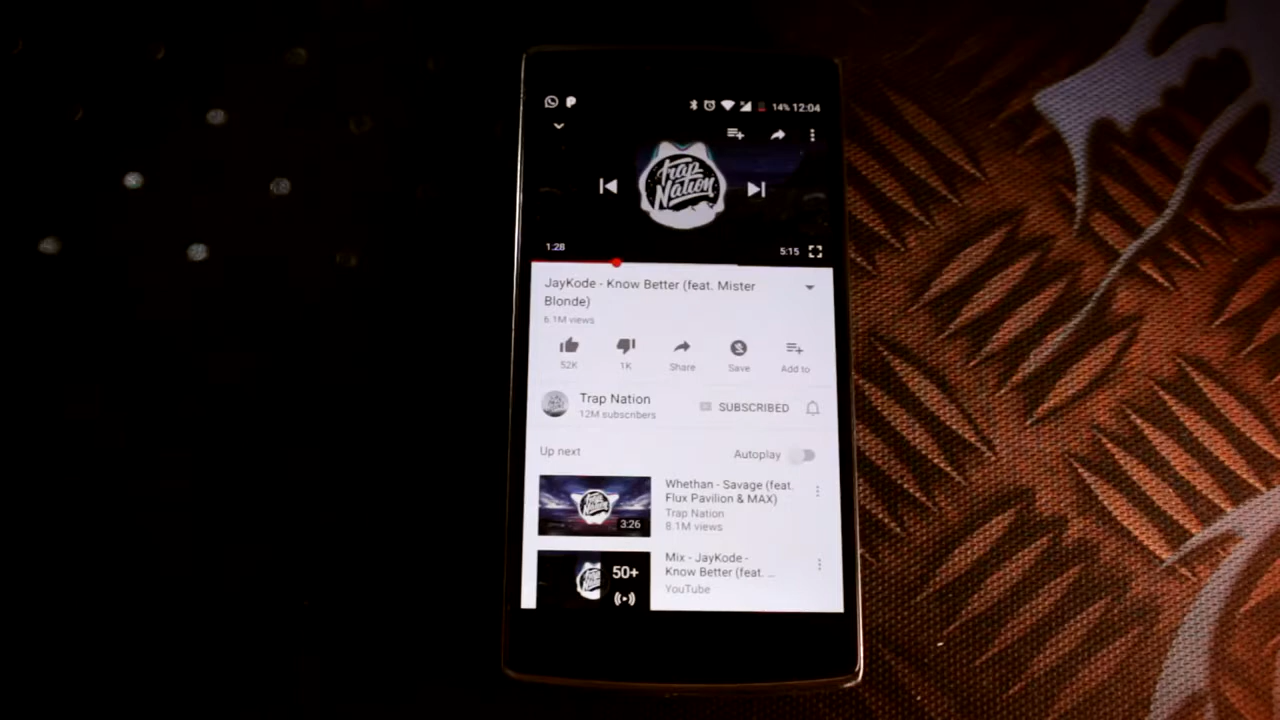 14% 12:04
Trap
Nation
1:28
5:15
JayKode - Know Better (feat. Mister
Blonde)
6.1M views
52K
1K
Share
Save
Add to
Trap Nation
12M subscribers
SUBSCRIBED
Up next
Autoplay
Trap
Nation
3:26
Whethan - Savage (feat.
Flux Pavilion & MAX)
Trap Nation
8.1M views
50+
Mix - JayKode -
Know Better (feat. ...
YouTube